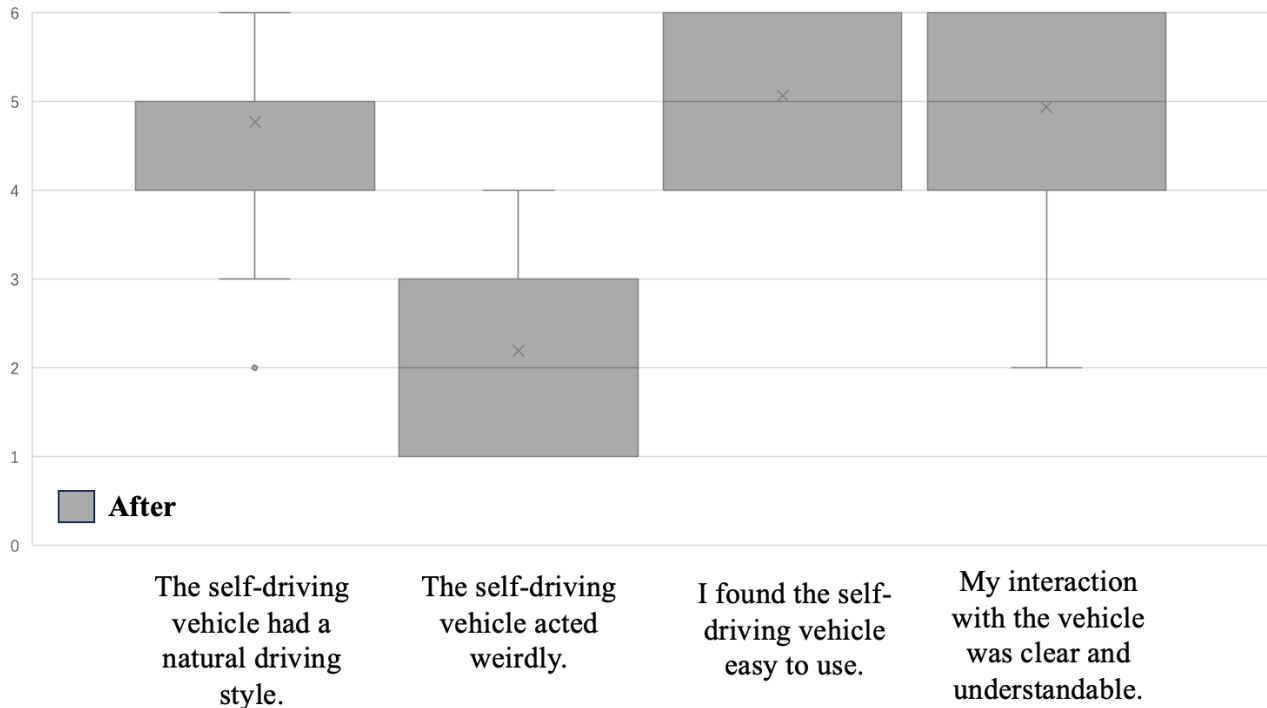 6
5
4
3
2
1
0
After
The self-driving
vehicle had a
natural driving
style.
The self-driving
vehicle acted
weirdly.
I found the self-
driving vehicle
easy to use.
My interaction
with the vehicle
was clear and
understandable.